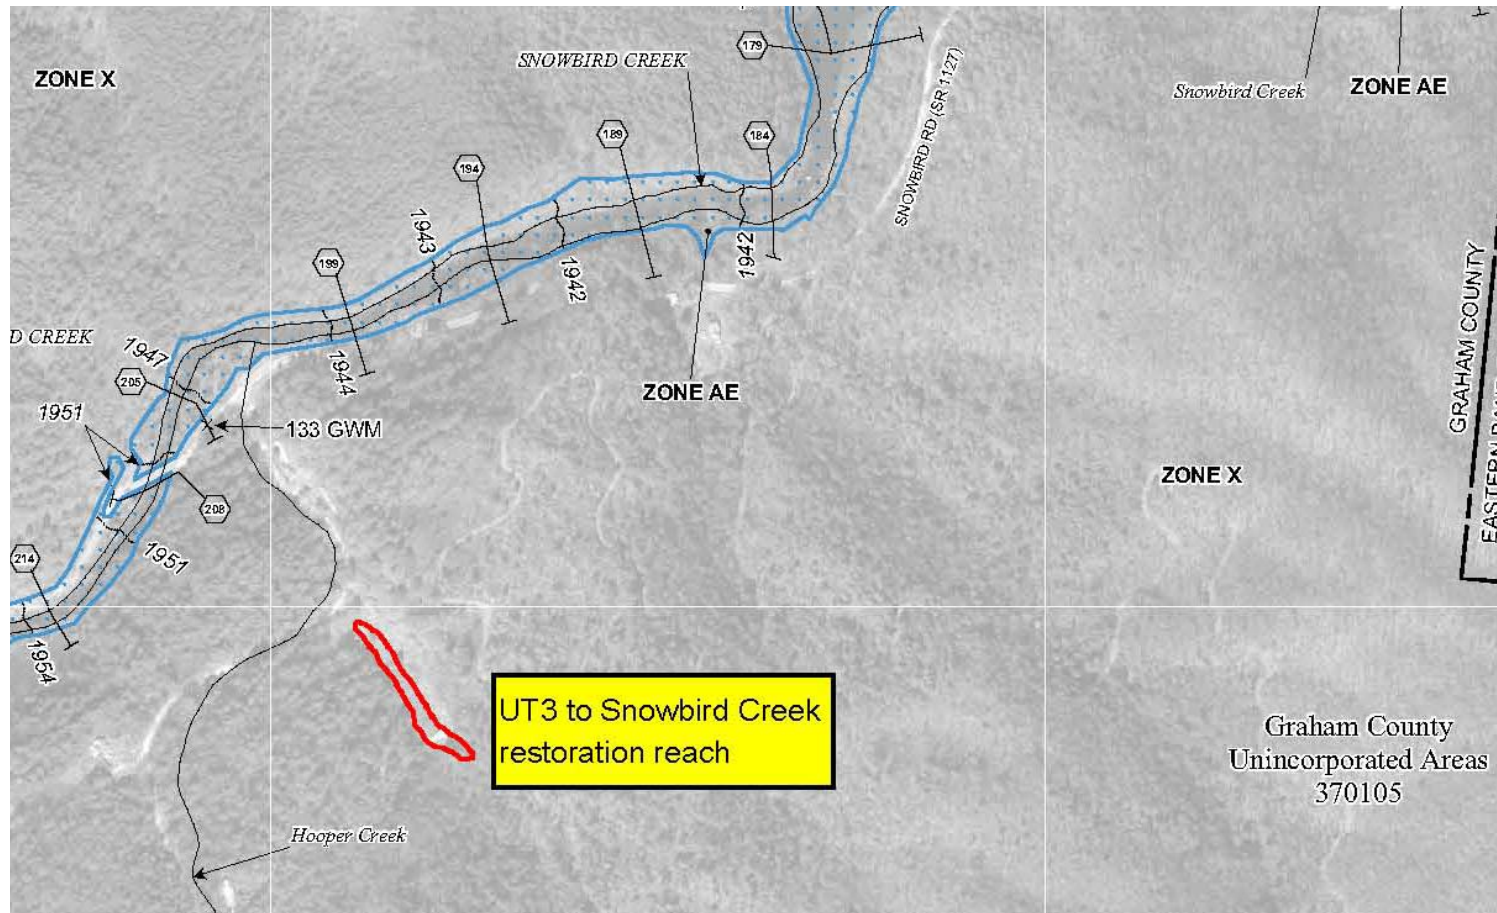 ZONE X
SNOWBIRD CREEK
179
SNOWBIRD RD (SR 1127)
Snowbird Creek
ZONE AE
189
184
194
1943
1942
1942
199
D CREEK
1947
1944
205
1951
133 GWM
ZONE AE
208
1951
214
1954
ZONE X
GRAHAM COUNTY
UT3 to Snowbird Creek
restoration reach
Graham County
Unincorporated Areas
370105
Hooper Creek